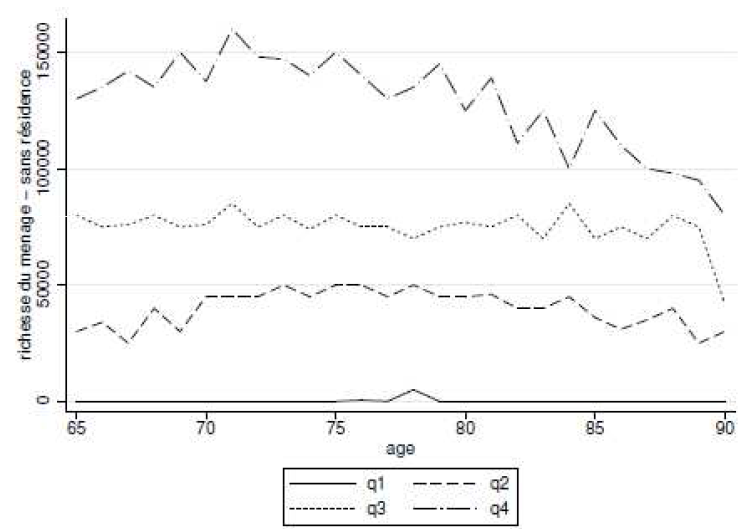 richesse du menage – sans résidence
150000
100000
50000
0
65 70 75 80 85 90
age
q1 q2
q3 q4